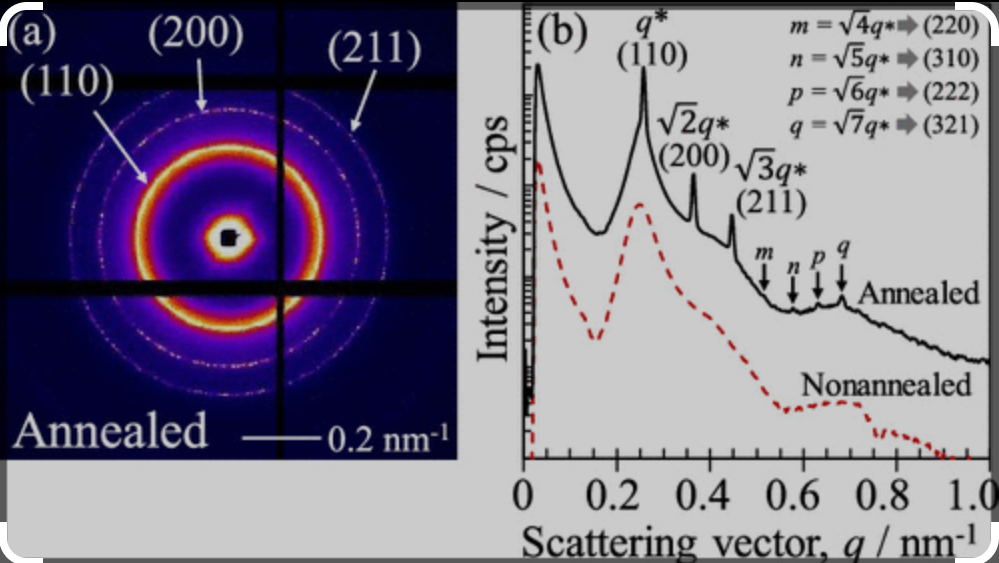 (a)
(200)
(211)
(110)
Annealed
0.2 nm⁻¹
(b)
q*
(110)
√2q*
(200)
√3q*
(211)
m = √4q*➡(220)
n = √5q*➡(310)
p = √6q*➡(222)
q = √7q*➡(321)
m
n
p
q
Annealed
Nonannealed
Intensity / cps
0 0.2 0.4 0.6 0.8 1.0
Scattering vector, q / nm⁻¹